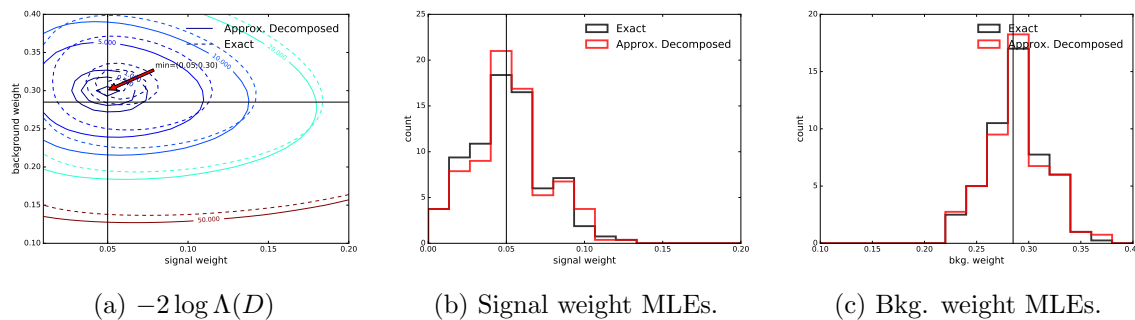 0.40
0.35
0.30
0.25
0.20
0.15
0.10
background weight
0.05
0.10
0.15
0.20
signal weight
Approx. Decomposed
Exact
min=(0.05,0.30)
5.000
10.000
20.000
50.000
25
20
15
10
5
0
count
0.00
0.05
0.10
0.15
0.20
signal weight
Exact
Approx. Decomposed
20
15
10
5
0
count
0.10
0.15
0.20
0.25
0.30
0.35
0.40
bkg. weight
Exact
Approx. Decomposed
(a) −2 log Λ(D)
(b) Signal weight MLEs.
(c) Bkg. weight MLEs.